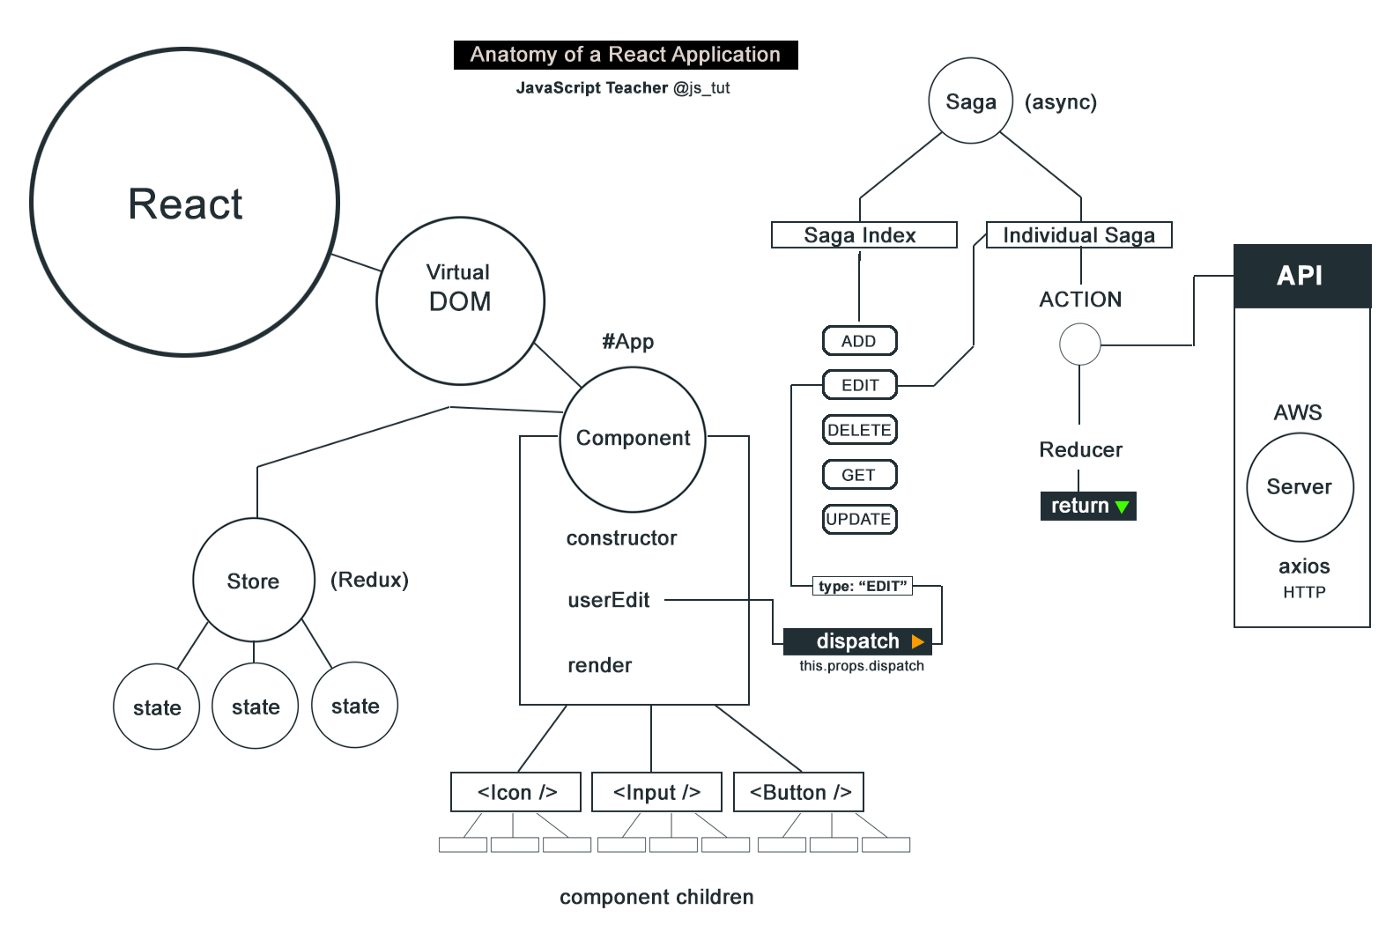 Anatomy of a React Application
JavaScript Teacher @js_tut
React
Virtual
DOM
#App
Component
constructor
userEdit
render
Store
(Redux)
state
state
state
<Icon />
<Input />
<Button />
component children
Saga
(async)
Saga Index
Individual Saga
ADD
EDIT
DELETE
GET
UPDATE
type: “EDIT”
dispatch
this.props.dispatch
ACTION
Reducer
return
API
AWS
Server
axios
HTTP